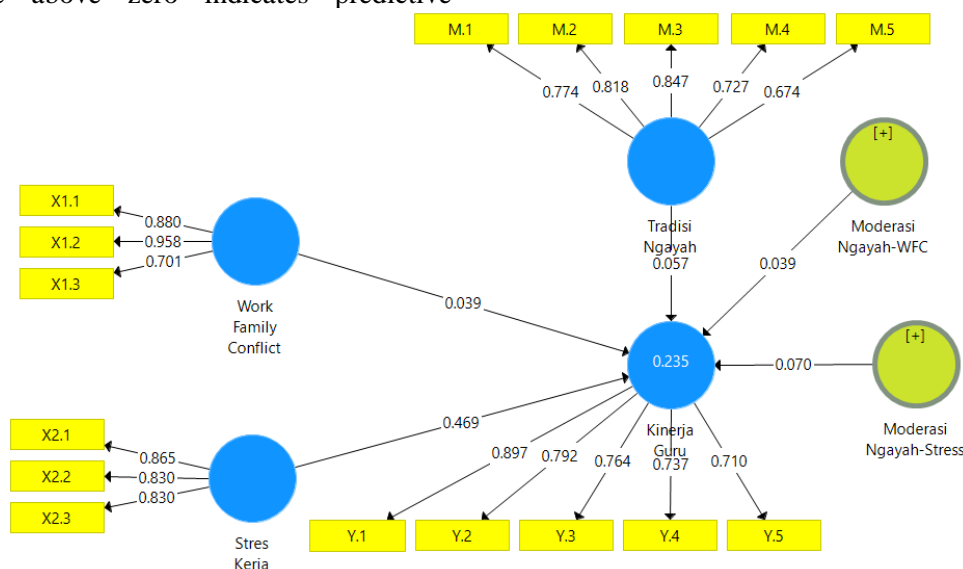 above zero indicates predictive
M.1 M.2 M.3 M.4 M.5
0.774 0.818 0.847 0.727 0.674
[+]
Tradisi
Ngayah
Moderasi
Ngayah-WFC
X1.1
X1.2
X1.3
0.880
0.958
0.701
Work
Family
Conflict
0.057
0.039
0.039
[+]
0.235
0.070
Kinerja
Guru
Moderasi
Ngayah-Stress
X2.1
X2.2
X2.3
0.865
0.830
0.830
0.469
Stres
Kerja
0.897 0.792 0.764 0.737 0.710
Y.1 Y.2 Y.3 Y.4 Y.5